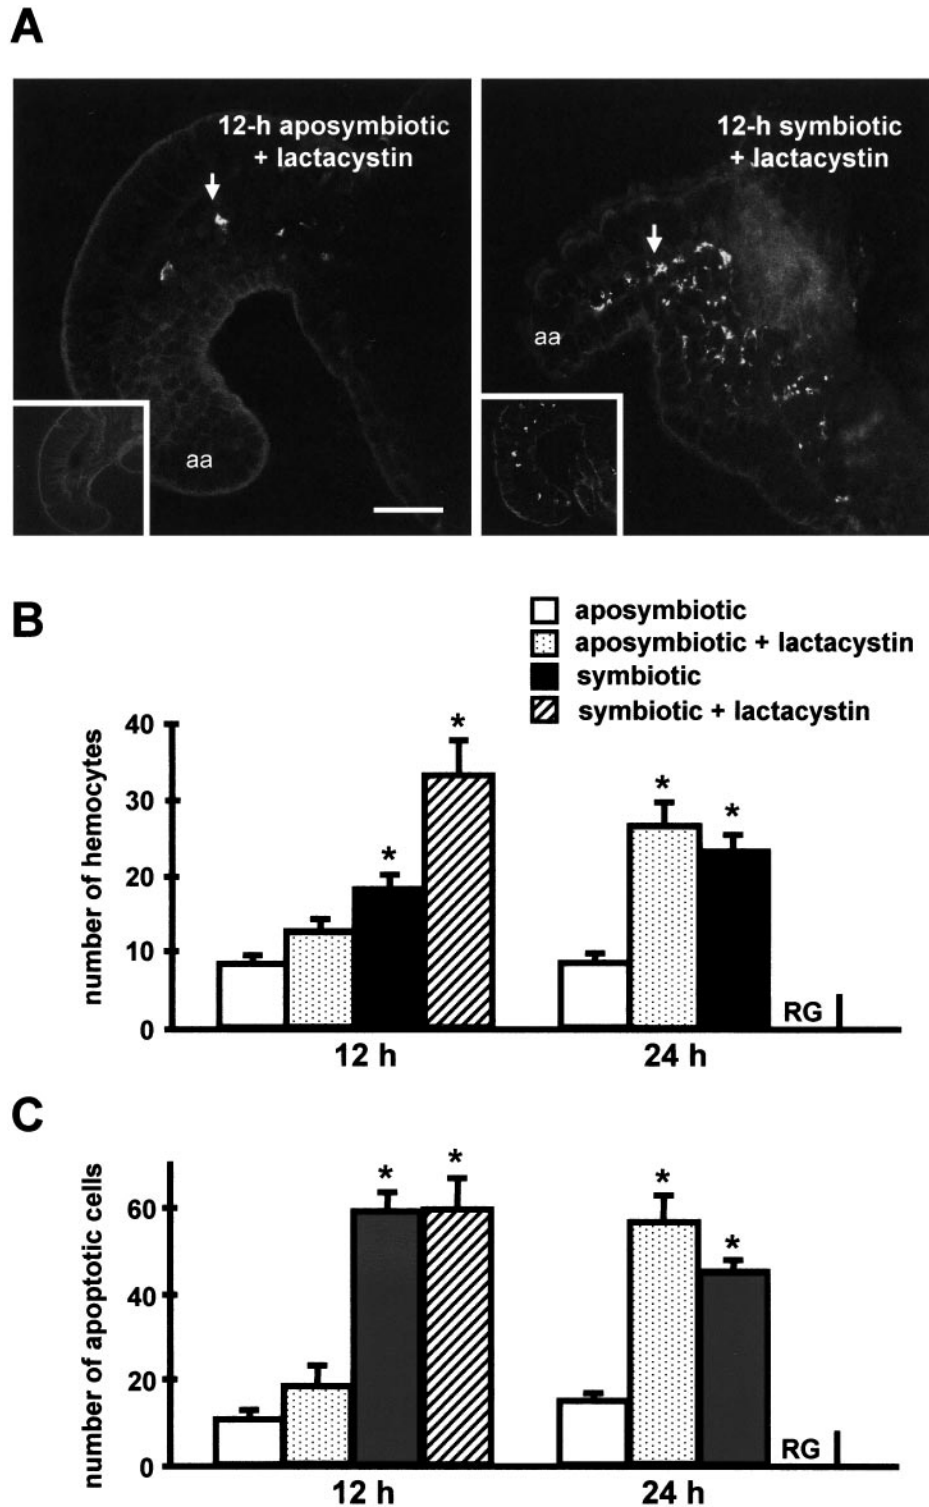 A
12-h aposymbiotic
+ lactacystin
aa
12-h symbiotic
+ lactacystin
aa
B
aposymbiotic
aposymbiotic + lactacystin
symbiotic
symbiotic + lactacystin
number of hemocytes
40
30
20
10
0
*
*
*
*
RG
12 h
24 h
C
number of apoptotic cells
60
40
20
0
*
*
*
*
RG
12 h
24 h